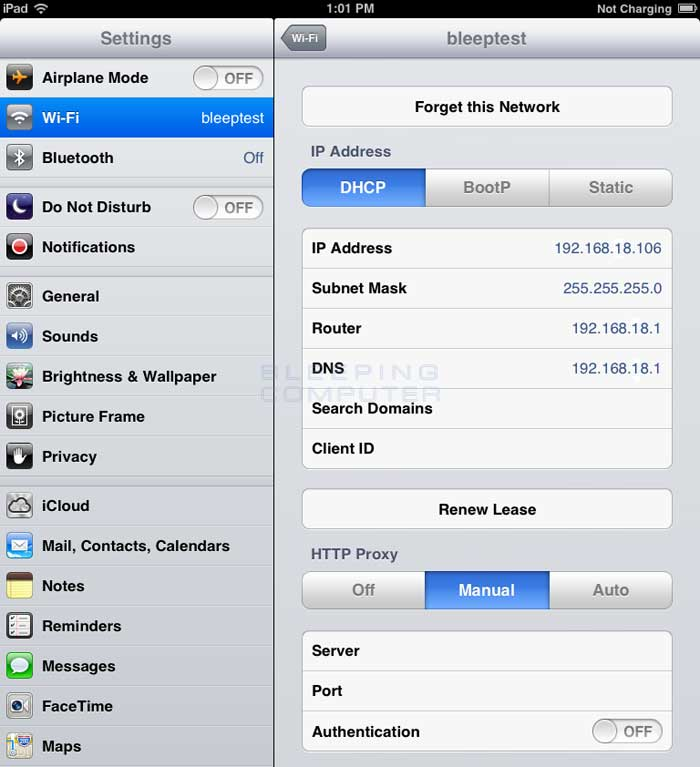 iPad 1:01 PM Not Charging
Settings
Airplane Mode OFF
Wi-Fi bleeptest
Bluetooth Off
Do Not Disturb OFF
Notifications
General
Sounds
Brightness & Wallpaper
Picture Frame
Privacy
iCloud
Mail, Contacts, Calendars
Notes
Reminders
Messages
FaceTime
Maps
Wi-Fi bleeptest
Forget this Network
IP Address
DHCP BootP Static
IP Address 192.168.18.106
Subnet Mask 255.255.255.0
Router 192.168.18.1
DNS 192.168.18.1
Search Domains
Client ID
Renew Lease
HTTP Proxy
Off Manual Auto
Server
Port
Authentication OFF
BLEEPING
COMPUTER